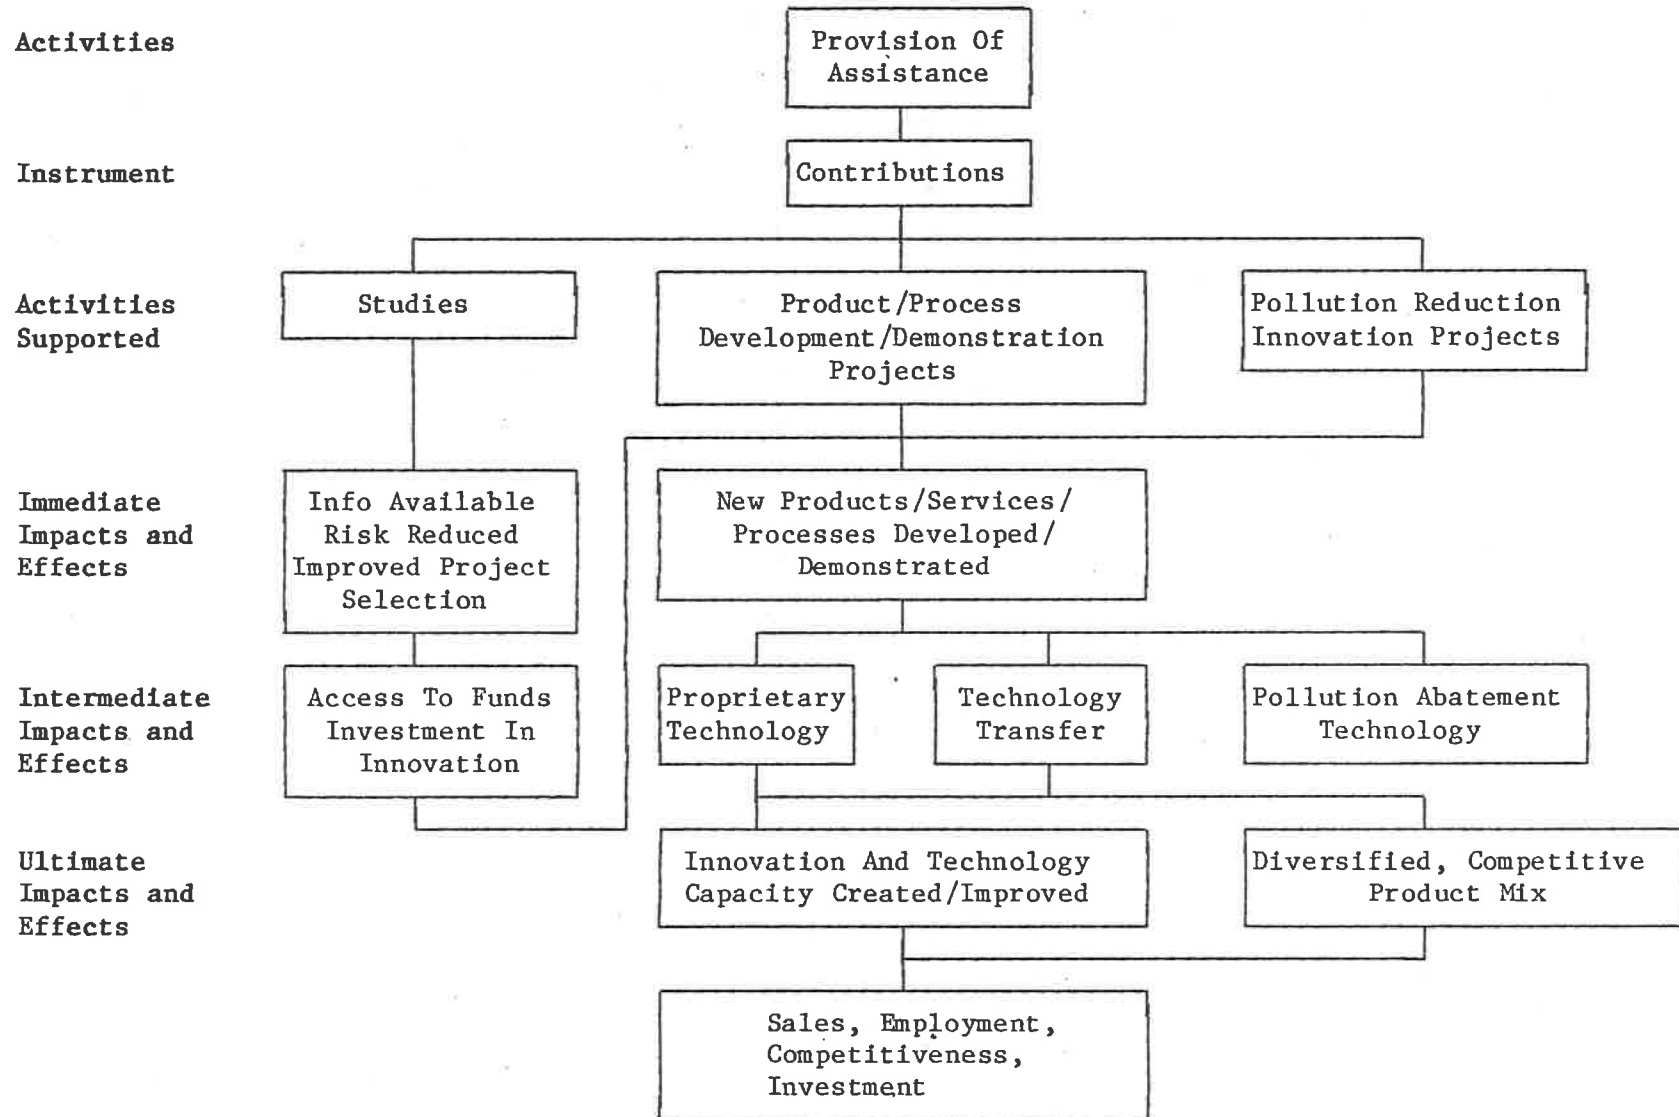 Activities
Provision Of
Assistance
Instrument
Contributions
Activities
Supported
Studies
Product/Process
Development/Demonstration
Projects
Pollution Reduction
Innovation Projects
Immediate
Impacts and
Effects
Info Available
Risk Reduced
Improved Project
Selection
New Products/Services/
Processes Developed/
Demonstrated
Intermediate
Impacts and
Effects
Access To Funds
Investment In
Innovation
Proprietary
Technology
Technology
Transfer
Pollution Abatement
Technology
Ultimate
Impacts and
Effects
Innovation And Technology
Capacity Created/Improved
Diversified, Competitive
Product Mix
Sales, Employment,
Competitiveness,
Investment